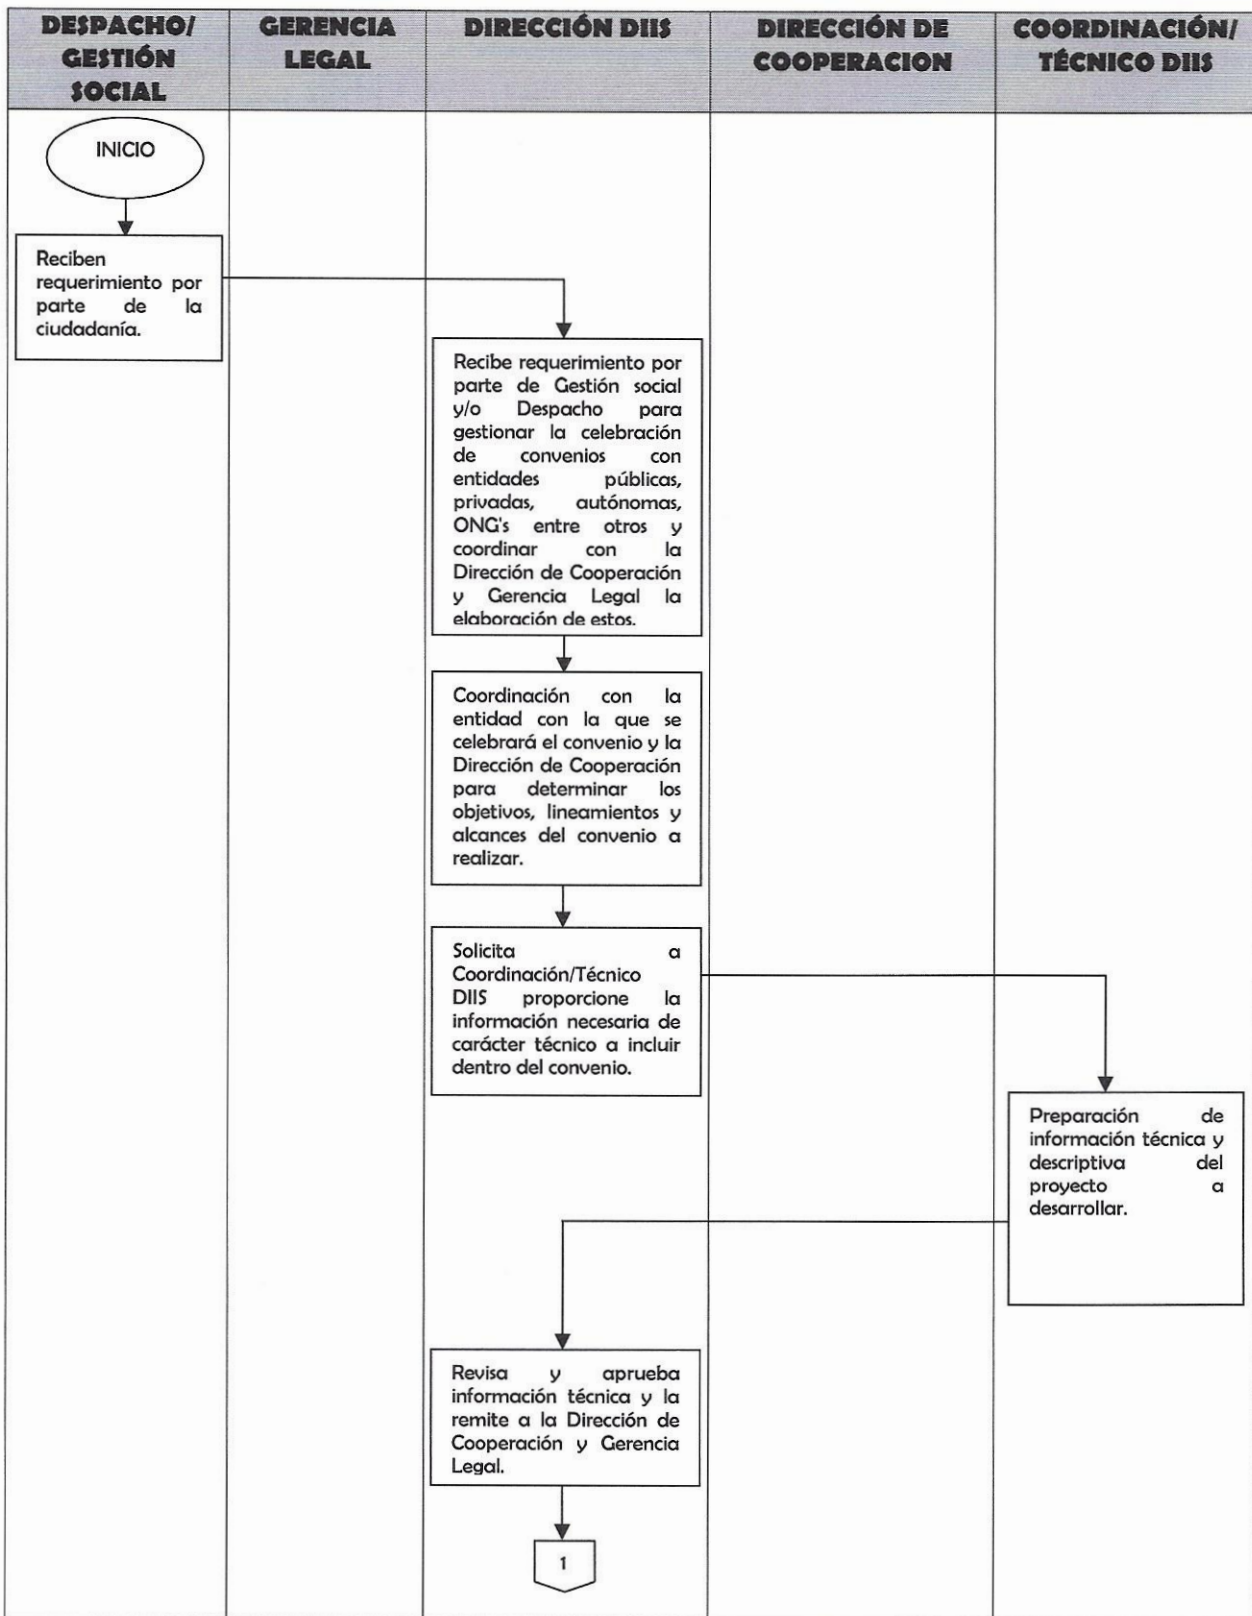 DESPACHO/
GESTIÓN
SOCIAL
GERENCIA
LEGAL
DIRECCIÓN DIIS
DIRECCIÓN DE
COOPERACION
COORDINACIÓN/
TÉCNICO DIIS
INICIO
Reciben
requerimiento por
parte de la
ciudadanía.
Recibe requerimiento por
parte de Gestión social
y/o Despacho para
gestionar la celebración
de convenios con
entidades públicas,
privadas, autónomas,
ONG's entre otros y
coordinar con la
Dirección de Cooperación
y Gerencia Legal la
elaboración de estos.
Coordinación con la
entidad con la que se
celebrará el convenio y la
Dirección de Cooperación
para determinar los
objetivos, lineamientos y
alcances del convenio a
realizar.
Solicita a
Coordinación/Técnico
DIIS proporcione la
información necesaria de
carácter técnico a incluir
dentro del convenio.
Preparación de
información técnica y
descriptiva del
proyecto a
desarrollar.
Revisa y aprueba
información técnica y la
remite a la Dirección de
Cooperación y Gerencia
Legal.
1